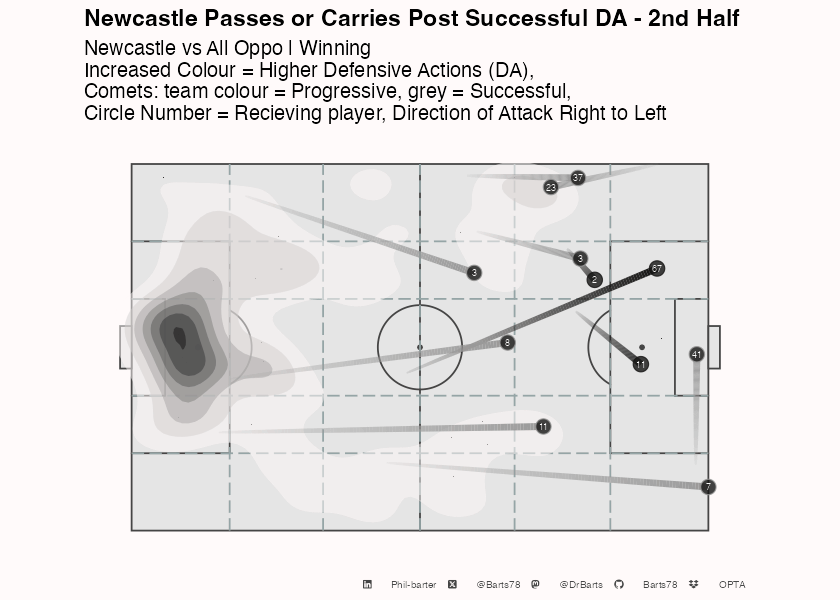 Newcastle Passes or Carries Post Successful DA - 2nd Half
Newcastle vs All Oppo | Winning
Increased Colour = Higher Defensive Actions (DA),
Comets: team colour = Progressive, grey = Successful,
Circle Number = Recieving player, Direction of Attack Right to Left
37
23
3
3
2
67
8
41
11
11
7
Phil-barter @Barts78 @DrBarts Barts78 OPTA